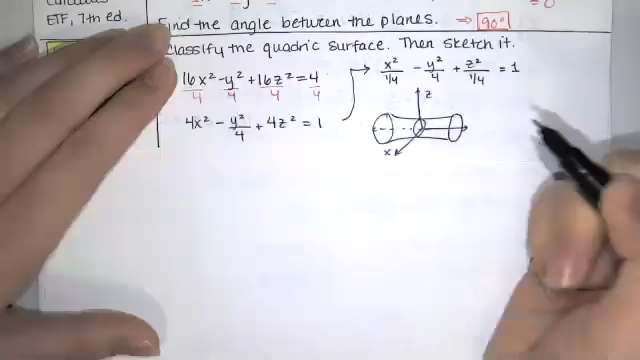 ETF, 7th ed.
Find the angle between the planes. ⇒ 90°
Classify the quadric surface. Then sketch it.
16x²/4 - y²/4 + 16z²/4 = 4/4
4x² - y²/4 + 4z² = 1
x²/1/4 - y²/4 + z²/1/4 = 1
z
x